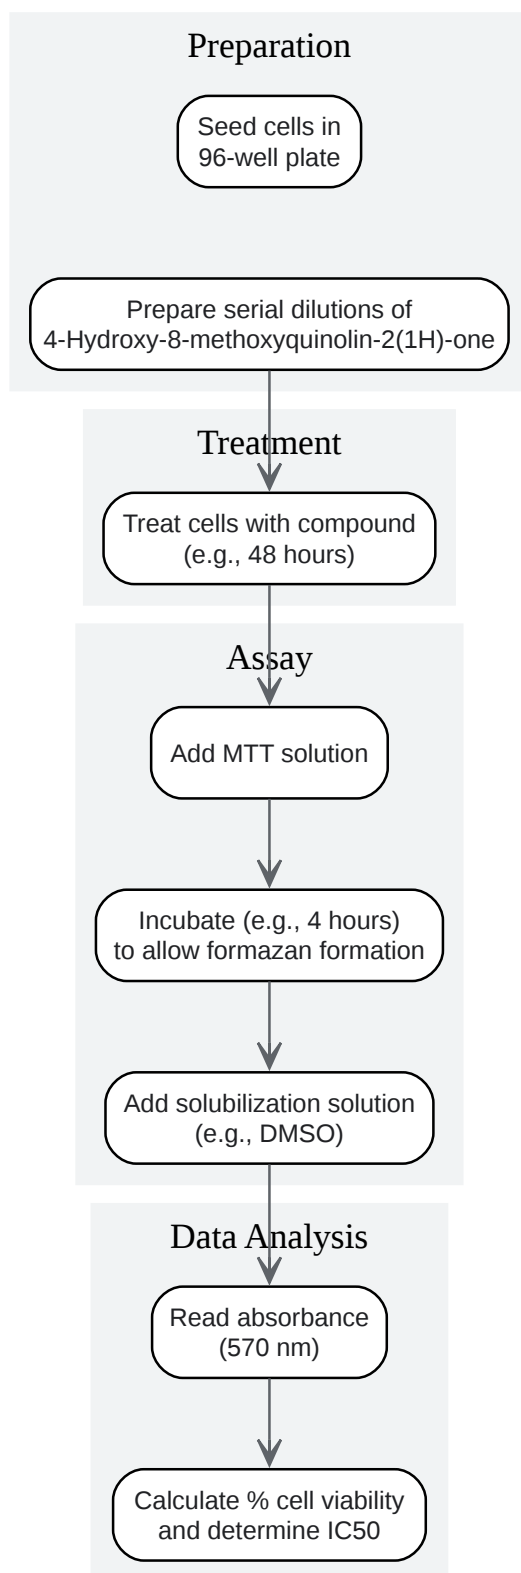 Preparation
Seed cells in
96-well plate
Prepare serial dilutions of
4-Hydroxy-8-methoxyquinolin-2(1H)-one
Treatment
Treat cells with compound
(e.g., 48 hours)
Assay
Add MTT solution
Incubate (e.g., 4 hours)
to allow formazan formation
Add solubilization solution
(e.g., DMSO)
Data Analysis
Read absorbance
(570 nm)
Calculate % cell viability
and determine IC50